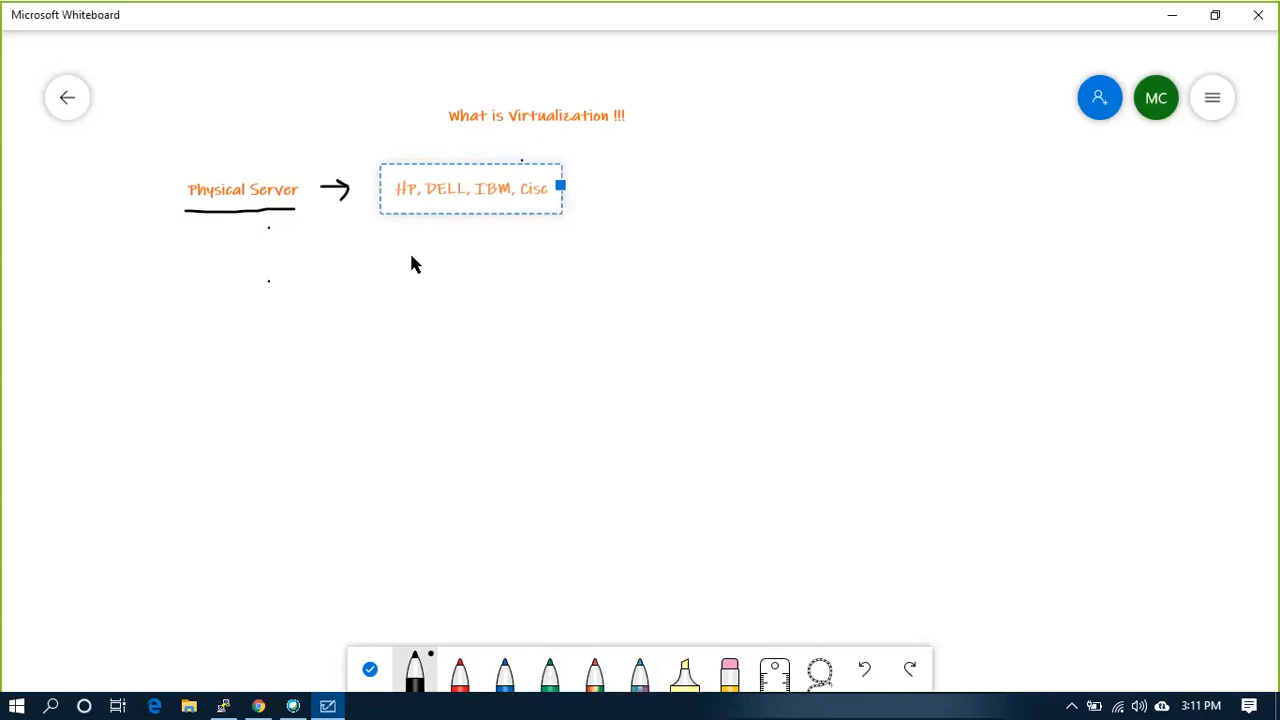 Microsoft Whiteboard
MC
What is Virtualization !!!
Physical Server
HP, DELL, IBM, Cisc
3:11 PM